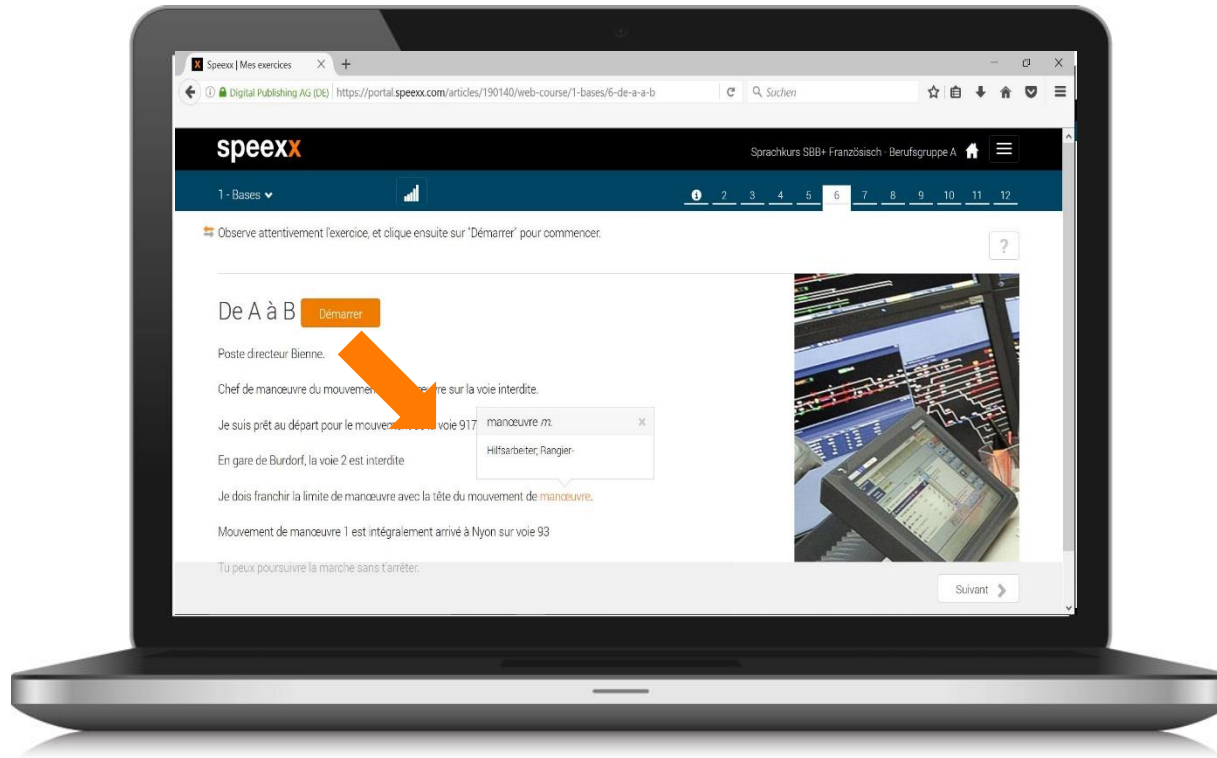 Speexx | Mes exercices
Digital Publishing AG (DE) https://portal.speexx.com/articles/190140/web-course/1-bases/6-de-a-a-b
Suchen
speexx
Sprachkurs SBB+ Französisch - Berufsgruppe A
1 - Bases
1 2 3 4 5 6 7 8 9 10 11 12
Observe attentivement l'exercice, et clique ensuite sur "Démarrer" pour commencer.
?
De A à B Démarrer
Poste directeur Bienne.
Chef de manœuvre du mouvement sur la voie interdite.
Je suis prêt au départ pour le mouvement voie 917
manœuvre m.
Hilfsarbeiter; Rangier-
En gare de Burdorf, la voie 2 est interdite
Je dois franchir la limite de manœuvre avec la tête du mouvement de manœuvre.
Mouvement de manœuvre 1 est intégralement arrivé à Nyon sur voie 93
Tu peux poursuivre la marche sans t'arrêter.
Suivant